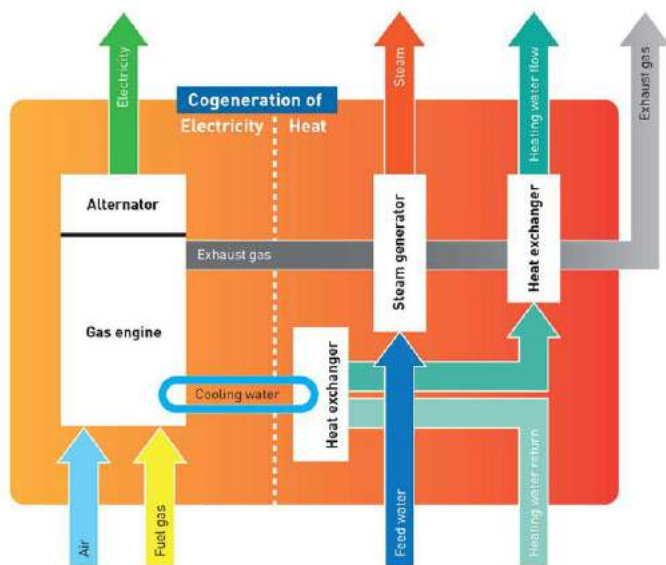 Electricity
Steam
Heating water flow
Exhaust gas
Cogeneration of
Electricity
Heat
Alternator
Exhaust gas
Steam generator
Heat exchanger
Gas engine
Cooling water
Heat exchanger
Air
Fuel gas
Feed water
Heating water return